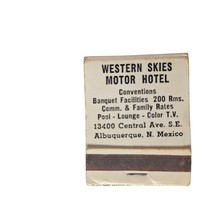 WESTERN SKIES
MOTOR HOTEL
Conventions
Banquet Facilities 200 Rms.
Comm. & Family Rates
Pool - Lounge - Color T.V.
13400 Central Ave. S.E.
Albuquerque, N. Mexico